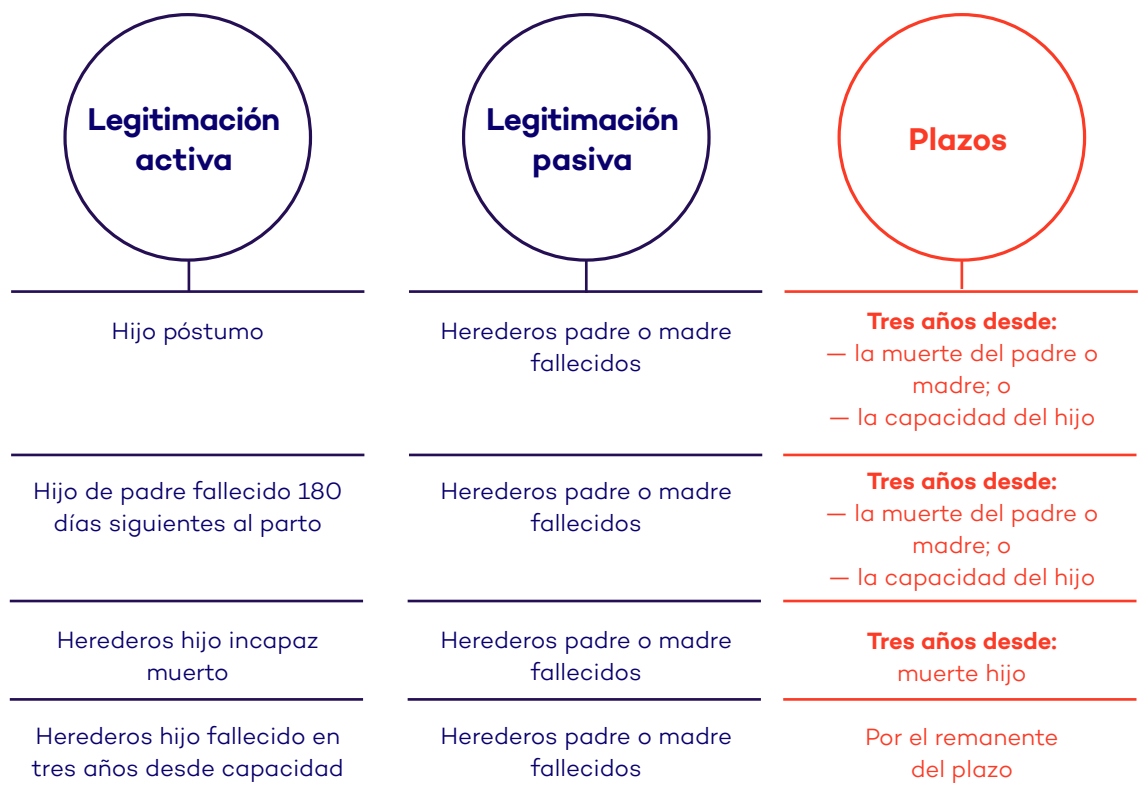 Legitimación
activa
Legitimación
pasiva
Plazos
Hijo póstumo
Herederos padre o madre
fallecidos
Tres años desde:
— la muerte del padre o
madre; o
— la capacidad del hijo
Hijo de padre fallecido 180
días siguientes al parto
Herederos padre o madre
fallecidos
Tres años desde:
— la muerte del padre o
madre; o
— la capacidad del hijo
Herederos hijo incapaz
muerto
Herederos padre o madre
fallecidos
Tres años desde:
muerte hijo
Herederos hijo fallecido en
tres años desde capacidad
Herederos padre o madre
fallecidos
Por el remanente
del plazo